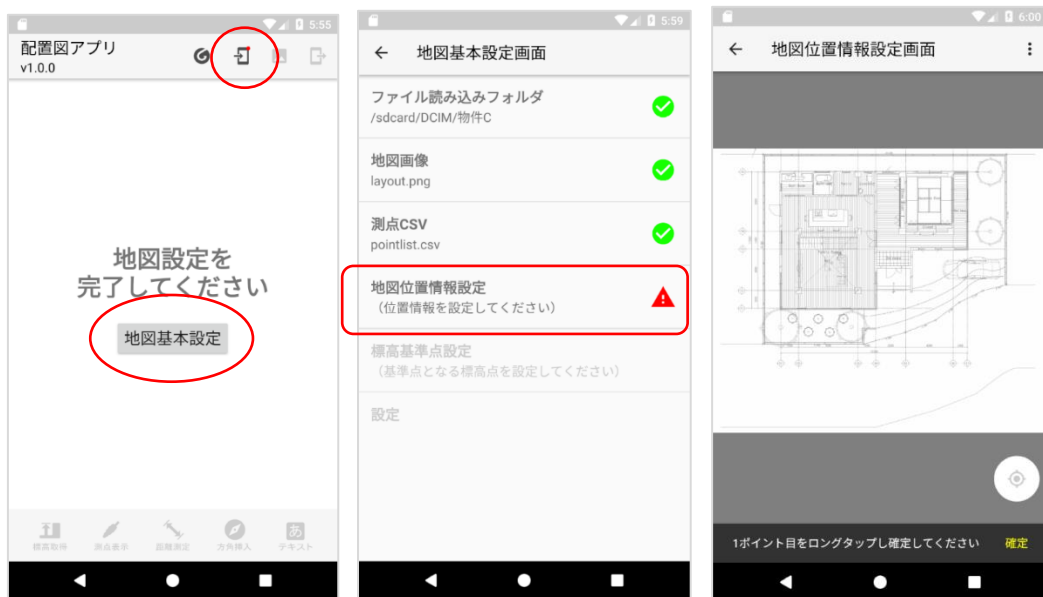 5:55
配置図アプリ
v1.0.0
地図設定を
完了してください
地図基本設定
標高取得
測点表示
距離測定
方角挿入
あ
テキスト
5:59
地図基本設定画面
ファイル読み込みフォルダ
/sdcard/DCIM/物件C
地図画像
layout.png
測点CSV
pointlist.csv
地図位置情報設定
（位置情報を設定してください）
標高基準点設定
（基準点となる標高点を設定してください）
設定
6:00
地図位置情報設定画面
1ポイント目をロングタップし確定してください
確定